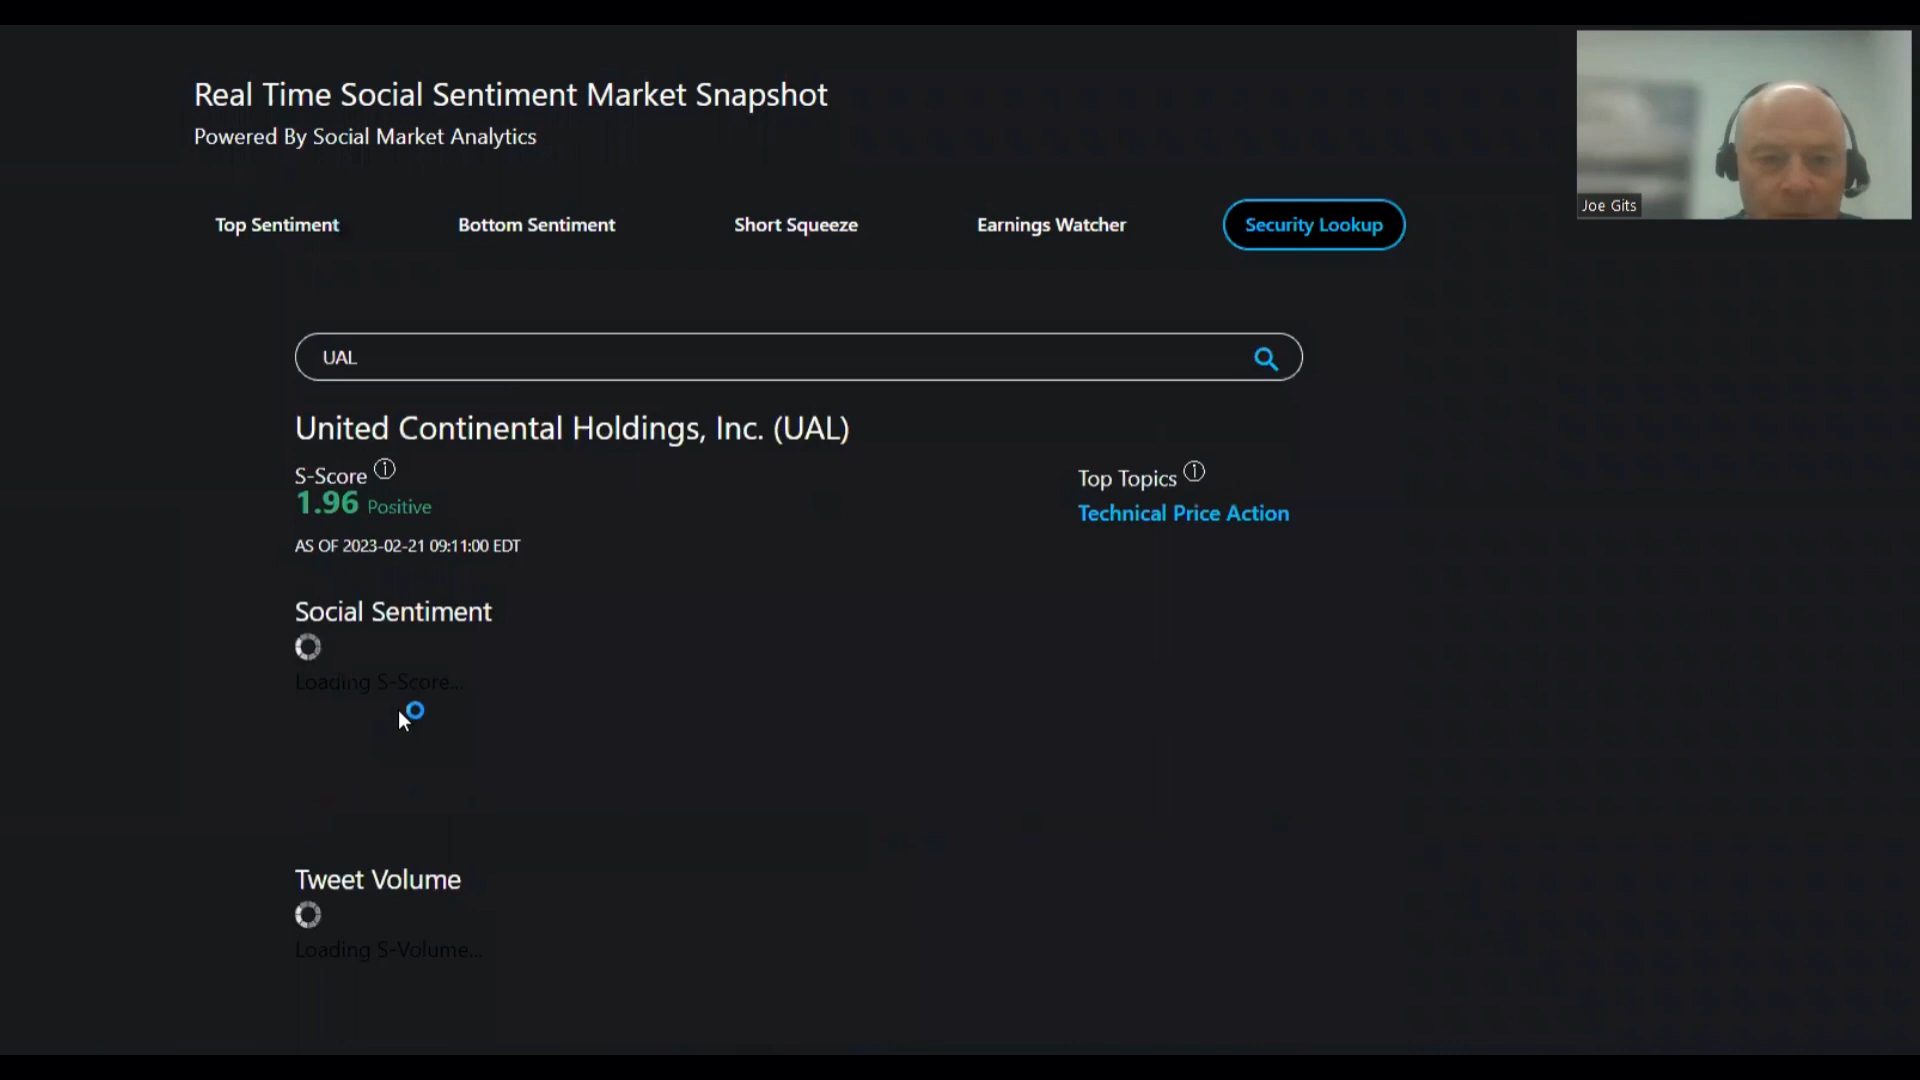 Real Time Social Sentiment Market Snapshot
Powered By Social Market Analytics
Joe Gits
Top Sentiment
Bottom Sentiment
Short Squeeze
Earnings Watcher
Security Lookup
UAL
United Continental Holdings, Inc. (UAL)
S-Score
1.96 Positive
AS OF 2023-02-21 09:11:00 EDT
Top Topics
Technical Price Action
Social Sentiment
Loading S-Score...
Tweet Volume
Loading S-Volume...